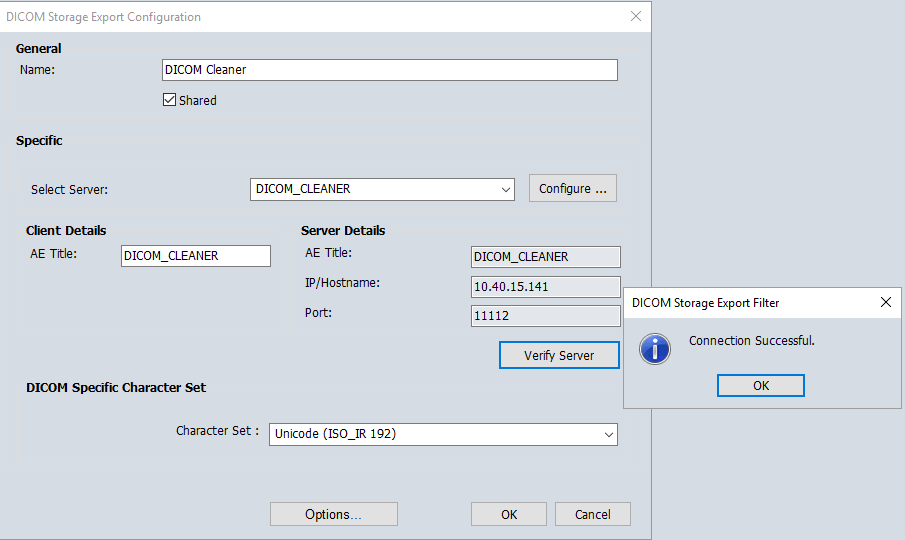 DICOM Storage Export Configuration
General
Name: DICOM Cleaner
Shared
Specific
Select Server: DICOM_CLEANER Configure ...
Client Details
AE Title: DICOM_CLEANER
Server Details
AE Title: DICOM_CLEANER
IP/Hostname: 10.40.15.141
Port: 11112
Verify Server
DICOM Specific Character Set
Character Set : Unicode (ISO_IR 192)
Options...
OK
Cancel
DICOM Storage Export Filter
Connection Successful.
OK